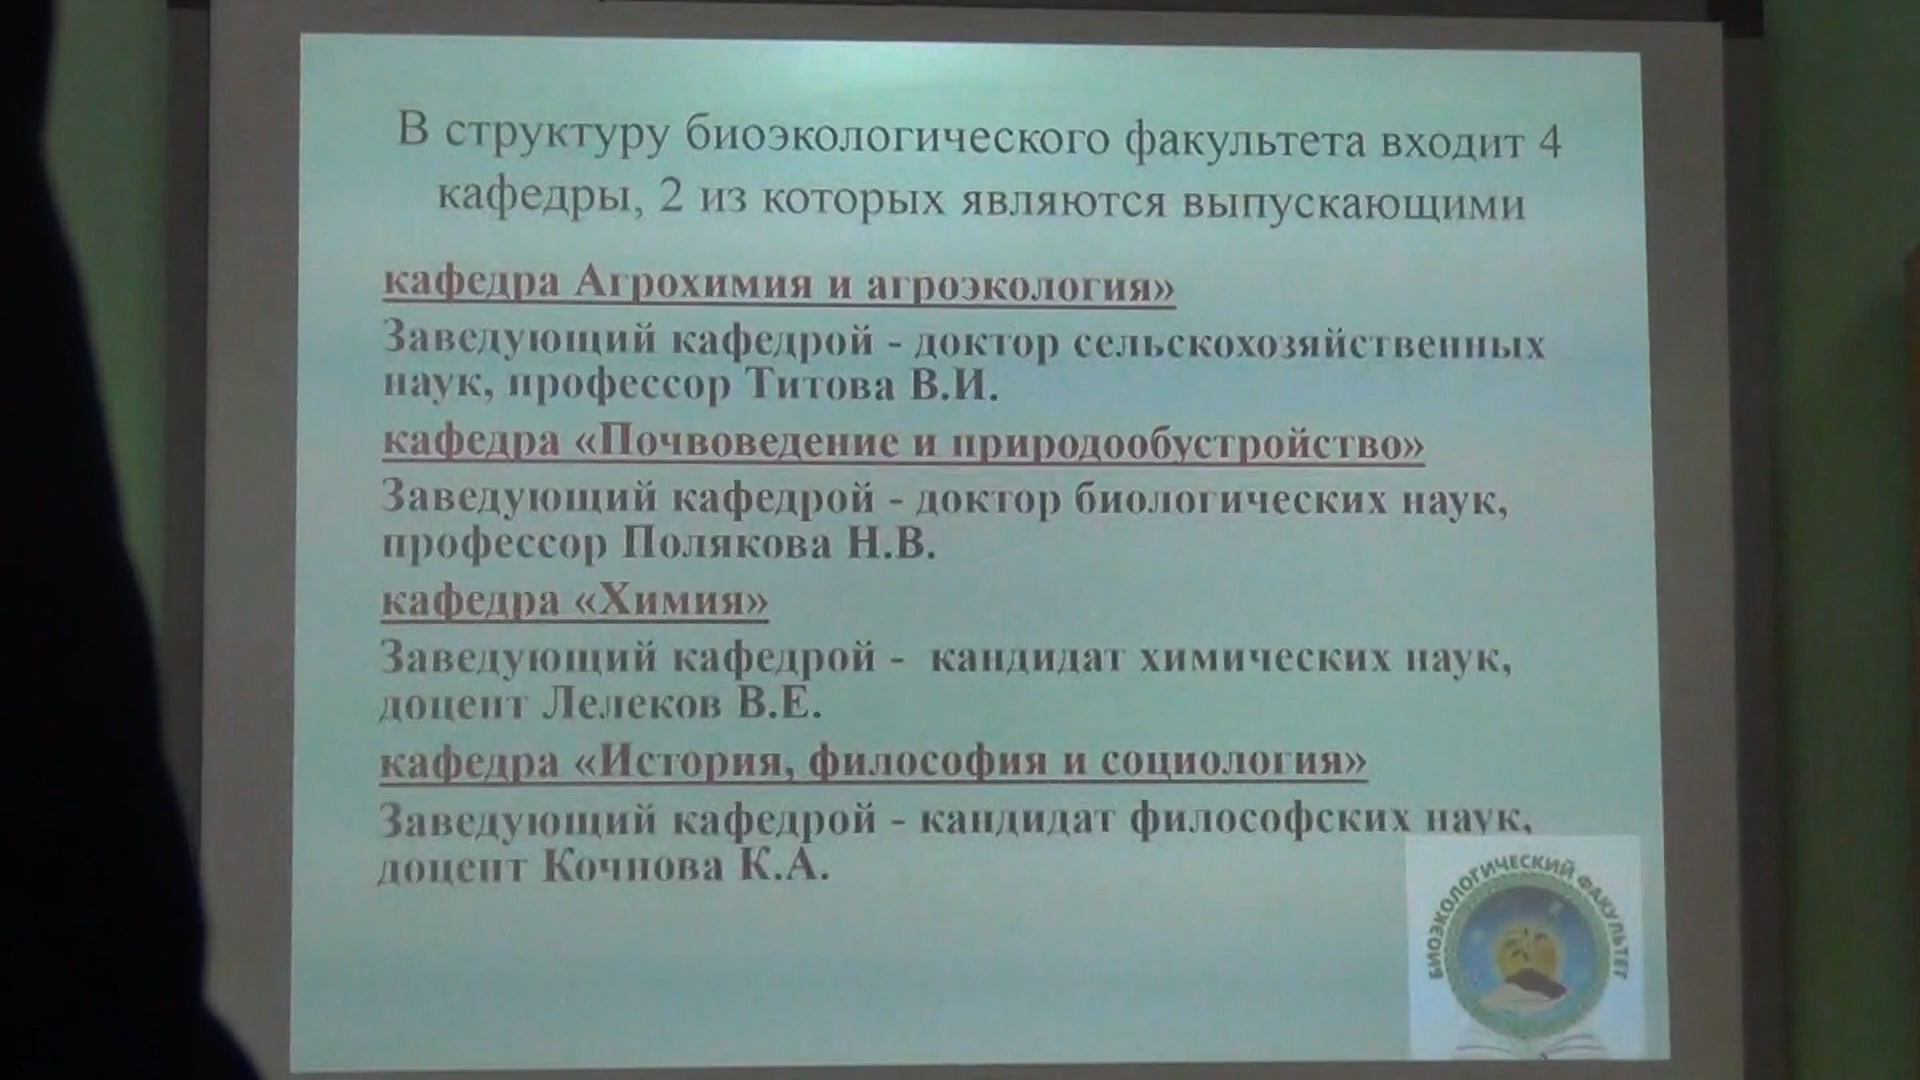 В структуру биоэкологического факультета входит 4
кафедры, 2 из которых являются выпускающими
кафедра Агрохимия и агроэкология»
Заведующий кафедрой - доктор сельскохозяйственных
наук, профессор Титова В.И.
кафедра «Почвоведение и природообустройство»
Заведующий кафедрой - доктор биологических наук,
профессор Полякова Н.В.
кафедра «Химия»
Заведующий кафедрой - кандидат химических наук,
доцент Лелеков В.Е.
кафедра «История, философия и социология»
Заведующий кафедрой - кандидат философских наук,
доцент Кочнова К.А.
БИОЭКОЛОГИЧЕСКИЙ ФАКУЛЬТЕТ